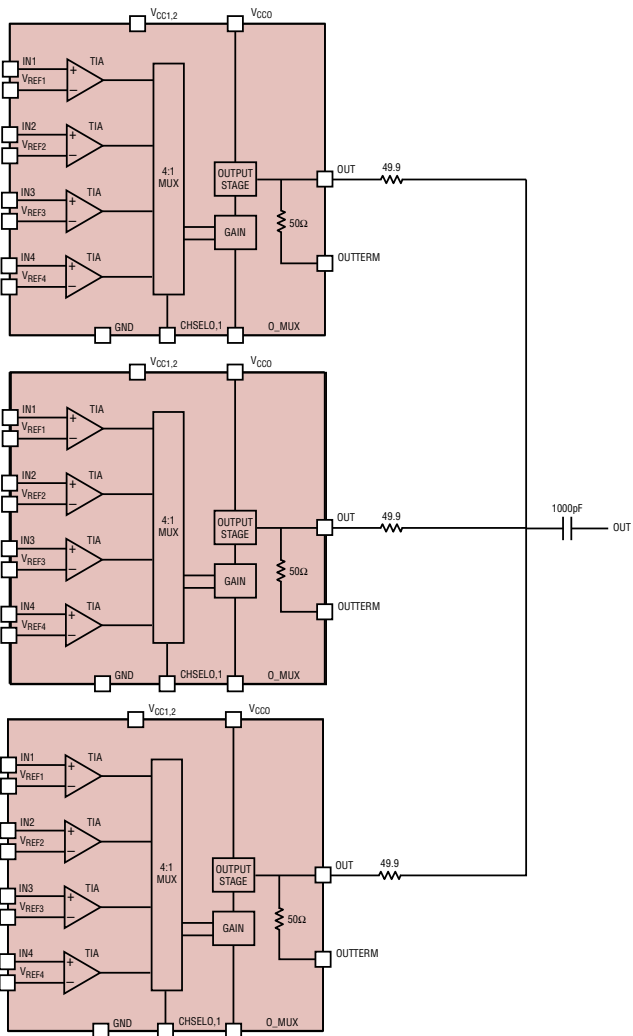 VCC1,2 VCCO
IN1 TIA
+
VREF1
–
IN2 TIA
+
VREF2
–
4:1
MUX
OUTPUT
STAGE
OUT 49.9
IN3 TIA
+
VREF3
–
GAIN
50Ω
IN4 TIA
+
VREF4
–
OUTTERM
GND CHSELO,1 O_MUX
VCC1,2 VCCO
IN1 TIA
+
VREF1
–
IN2 TIA
+
VREF2
–
4:1
MUX
OUTPUT
STAGE
OUT 49.9
1000pF
OUT
IN3 TIA
+
VREF3
–
GAIN
50Ω
IN4 TIA
+
VREF4
–
OUTTERM
GND CHSELO,1 O_MUX
VCC1,2 VCCO
IN1 TIA
+
VREF1
–
IN2 TIA
+
VREF2
–
4:1
MUX
OUTPUT
STAGE
OUT 49.9
IN3 TIA
+
VREF3
–
GAIN
50Ω
IN4 TIA
+
VREF4
–
OUTTERM
GND CHSELO,1 O_MUX